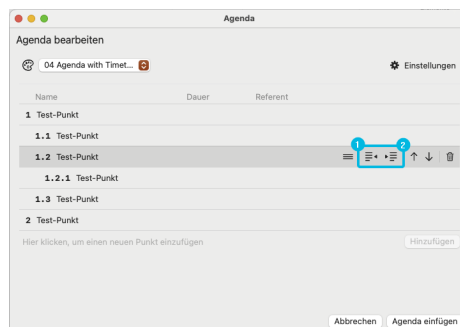 Agenda
Agenda bearbeiten
04 Agenda with Timet...
Einstellungen
Name Dauer Referent
1 Test-Punkt
1.1 Test-Punkt
1 2
1.2 Test-Punkt
1.2.1 Test-Punkt
1.3 Test-Punkt
2 Test-Punkt
Hier klicken, um einen neuen Punkt einzufügen Hinzufügen
Abbrechen Agenda einfügen